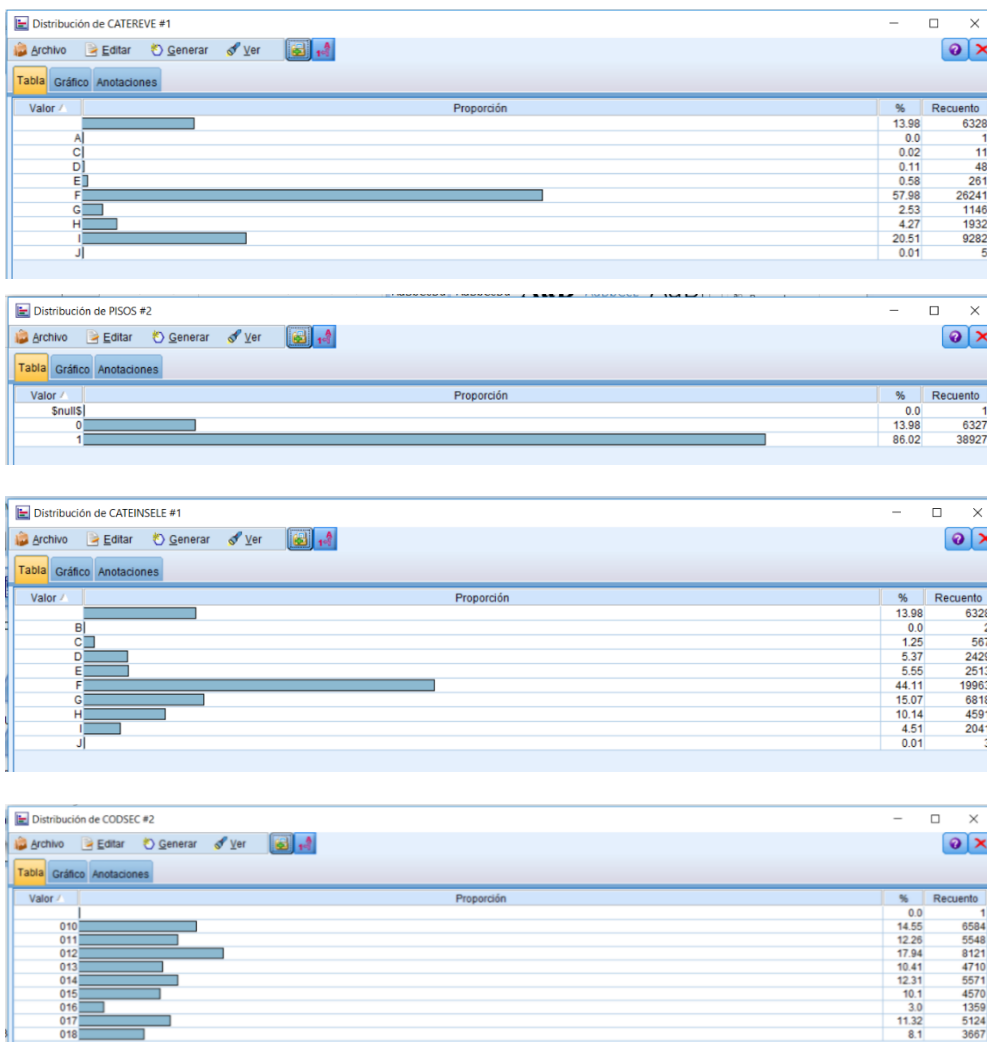 Distribución de CATEREVE #1
Archivo Editar Generar Ver
Tabla Gráfico Anotaciones
Valor Proporción % Recuento
13.98 6328
A 0.0 1
C 0.02 11
D 0.11 48
E 0.58 261
F 57.98 26241
G 2.53 1146
H 4.27 1932
I 20.51 9282
J 0.01 5
Distribución de PISOS #2
Archivo Editar Generar Ver
Tabla Gráfico Anotaciones
Valor Proporción % Recuento
$null$ 0.0 1
0 13.98 6327
1 86.02 38927
Distribución de CATEINSELE #1
Archivo Editar Generar Ver
Tabla Gráfico Anotaciones
Valor Proporción % Recuento
13.98 6328
B 0.0 2
C 1.25 567
D 5.37 2429
E 5.55 2513
F 44.11 19963
G 15.07 6818
H 10.14 4591
I 4.51 2041
J 0.01 3
Distribución de CODSEC #2
Archivo Editar Generar Ver
Tabla Gráfico Anotaciones
Valor Proporción % Recuento
0.0 1
010 14.55 6584
011 12.26 5548
012 17.94 8121
013 10.41 4710
014 12.31 5571
015 10.1 4570
016 3.0 1359
017 11.32 5124
018 8.1 3667